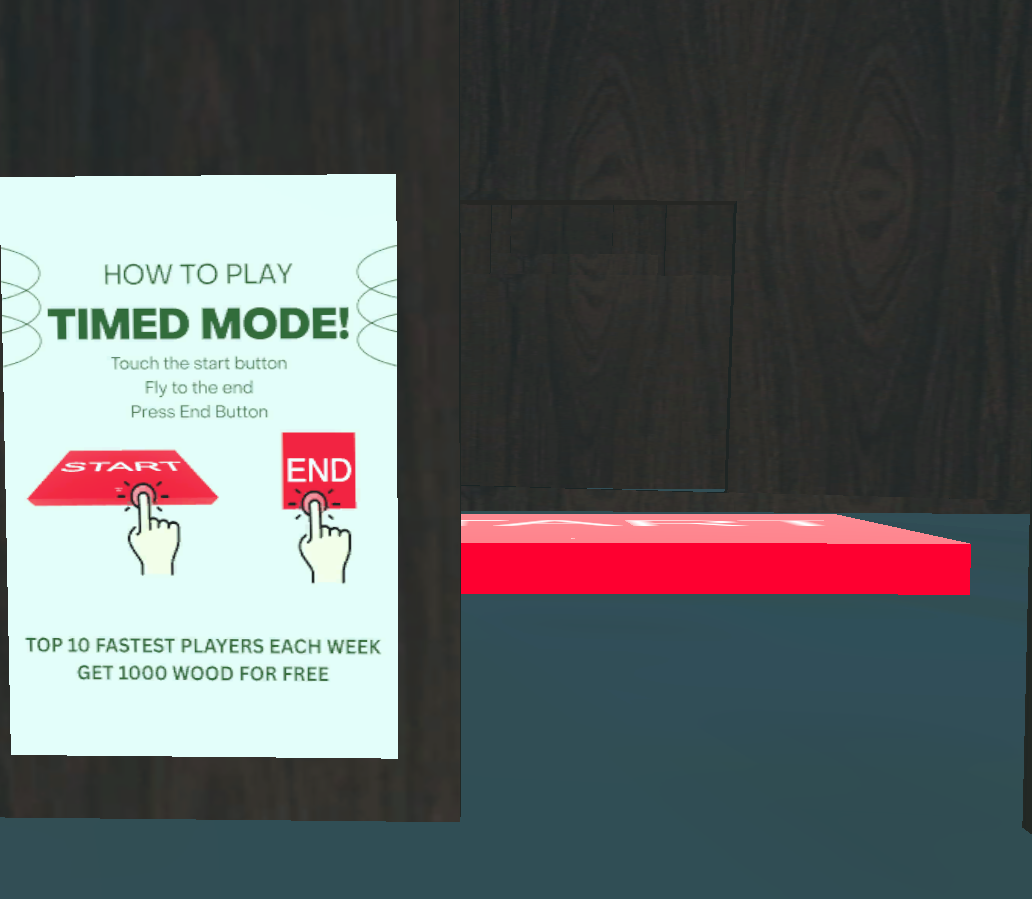 HOW TO PLAY
TIMED MODE!
Touch the start button
Fly to the end
Press End Button
START
END
TOP 10 FASTEST PLAYERS EACH WEEK
GET 1000 WOOD FOR FREE
TART